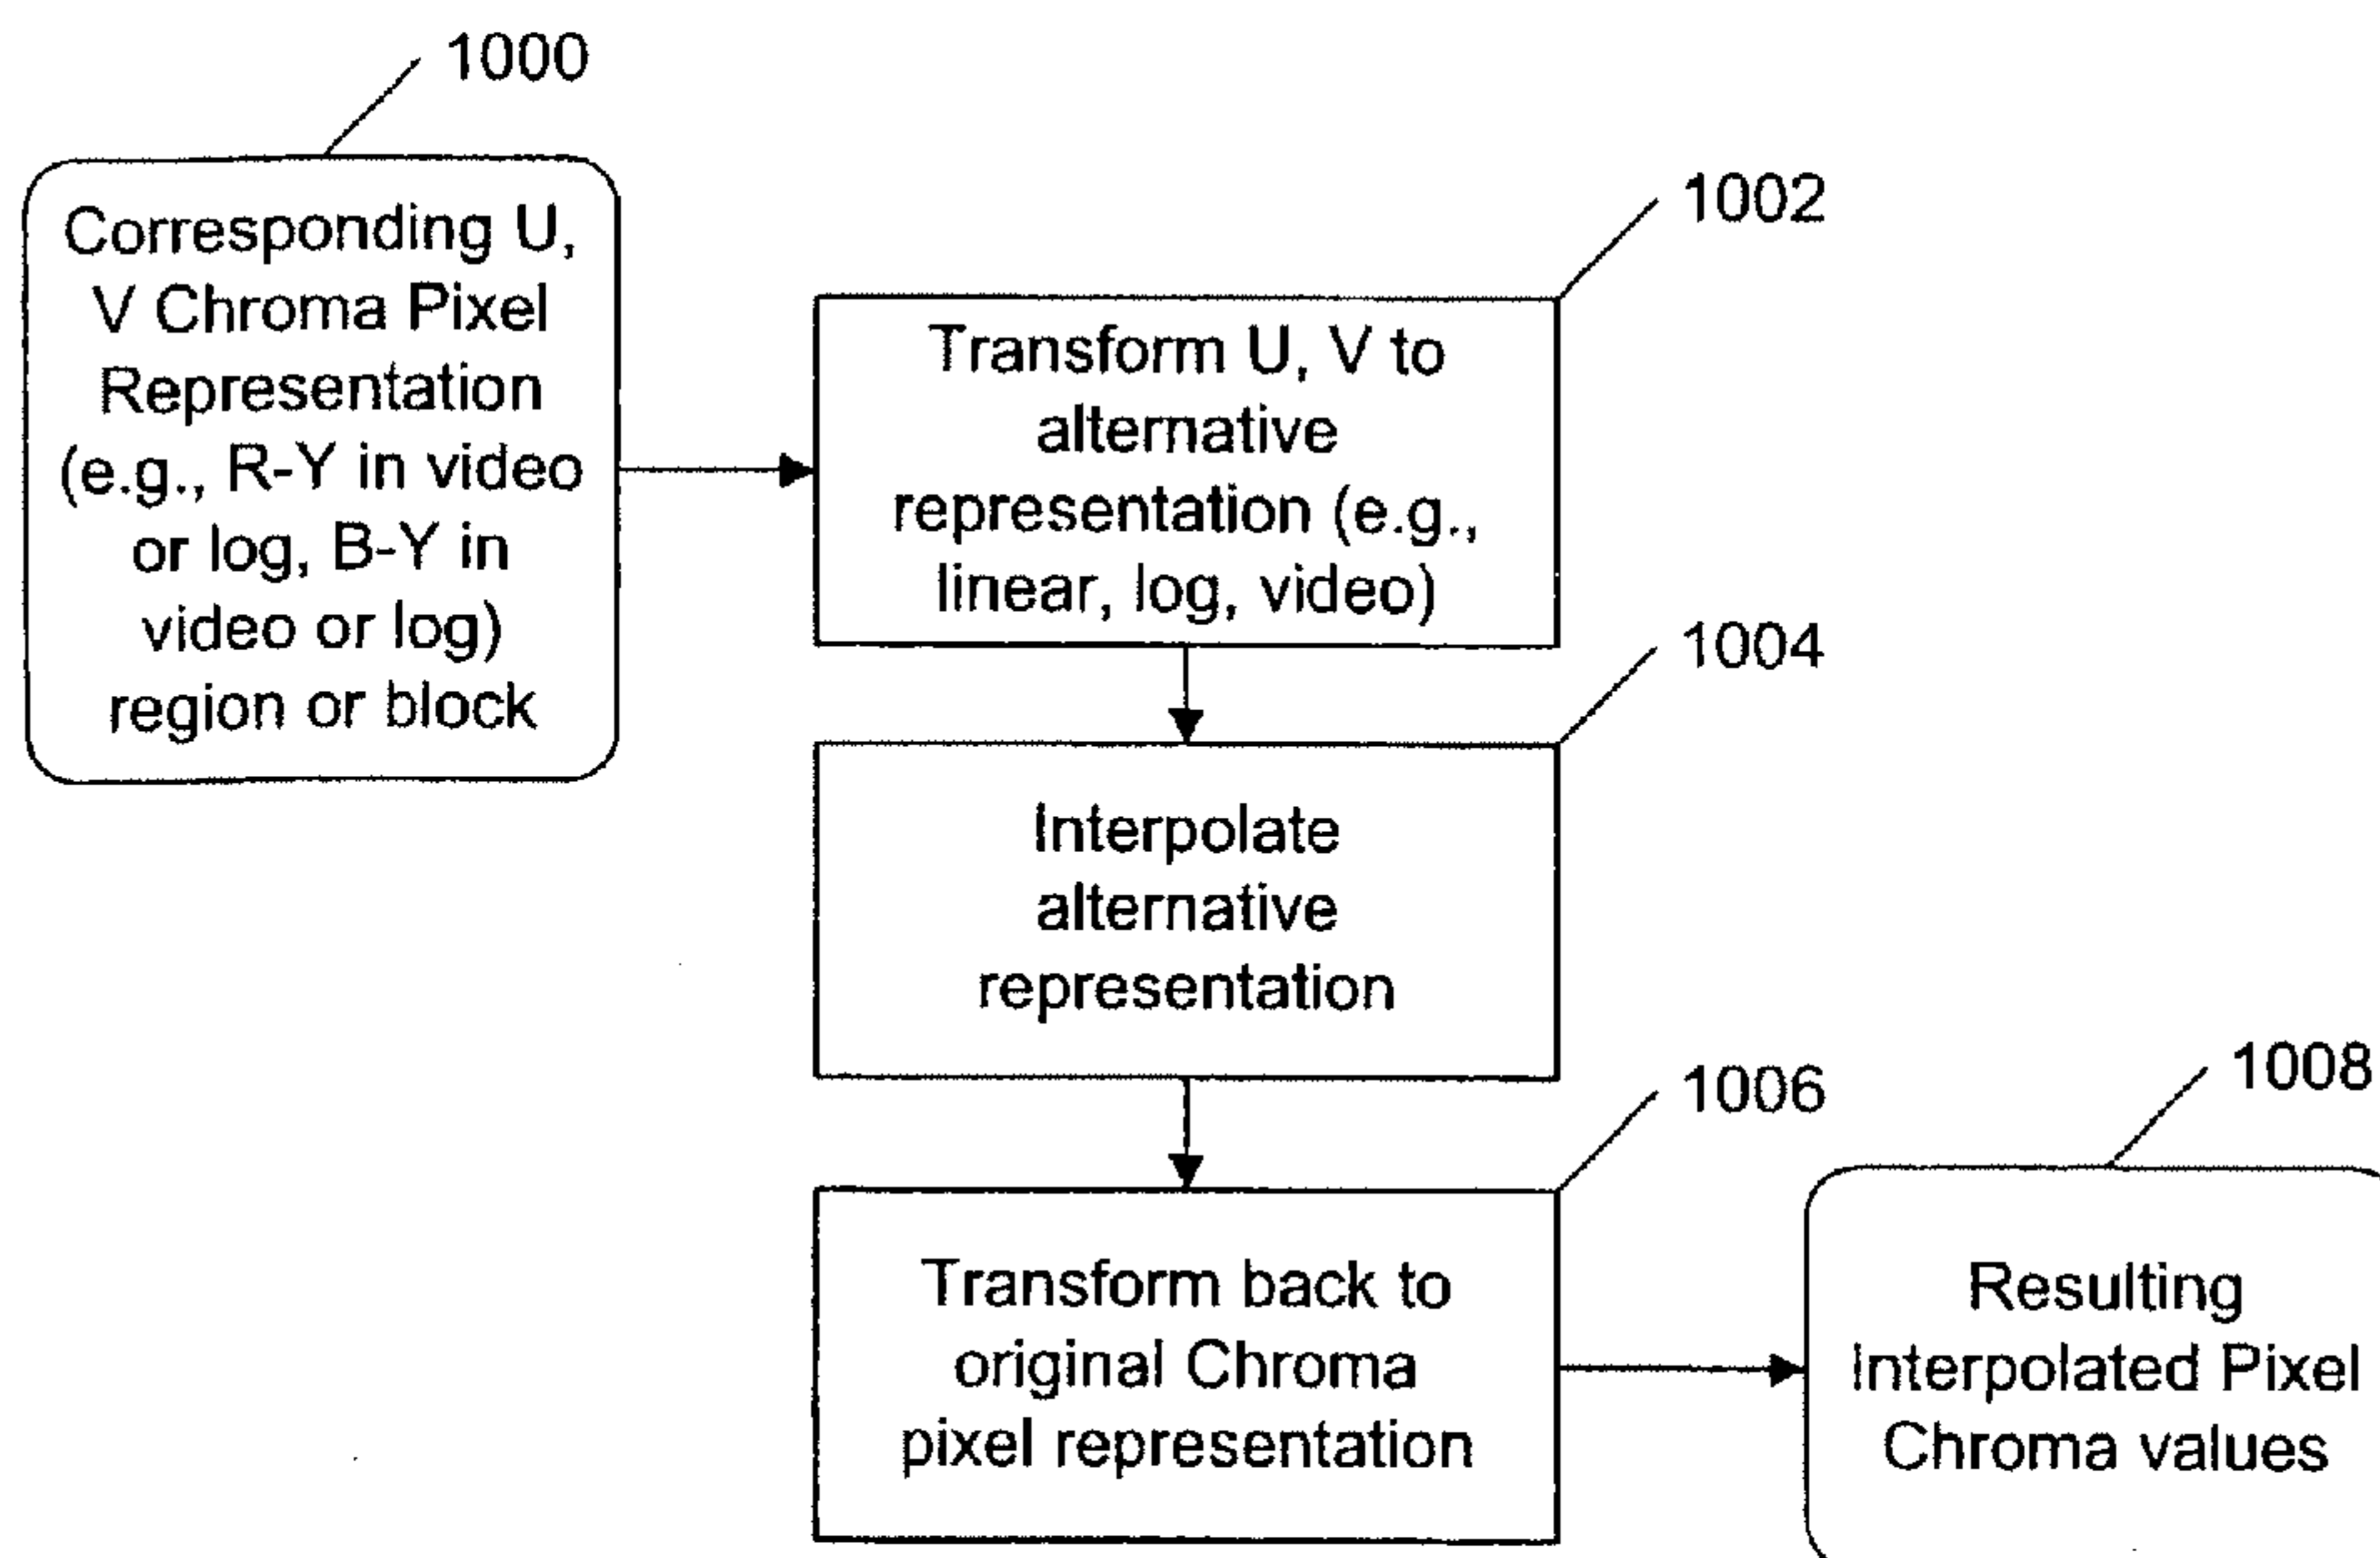 1000
Corresponding U,
V Chroma Pixel
Representation
(e.g., R-Y in video
or log, B-Y in
video or log)
region or block
1002
Transform U, V to
alternative
representation (e.g.,
linear, log, video)
1004
Interpolate
alternative
representation
1006
Transform back to
original Chroma
pixel representation
1008
Resulting
Interpolated Pixel
Chroma values